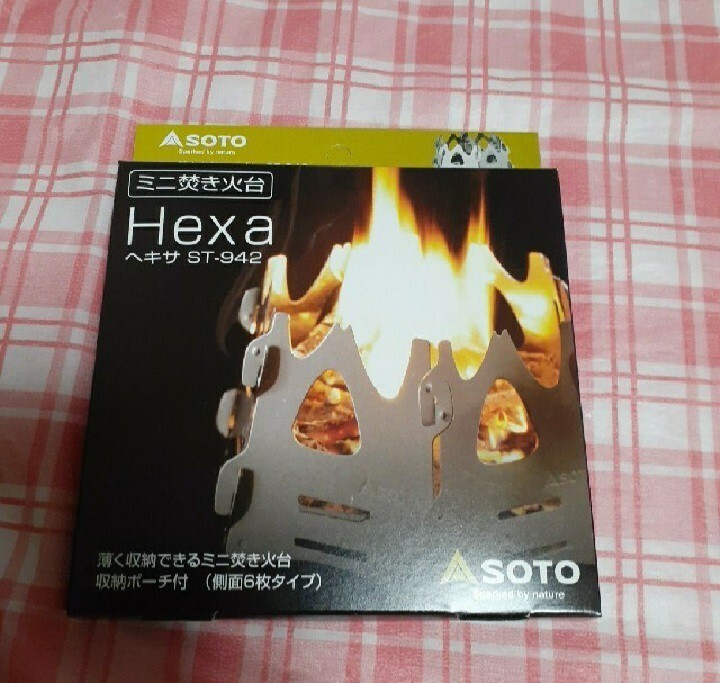 SOTO
Sparked by nature
ミニ焚き火台
Hexa
ヘキサ ST-942
薄く収納できるミニ焚き火台
収納ポーチ付 (側面6枚タイプ)
SOTO
Sparked by nature